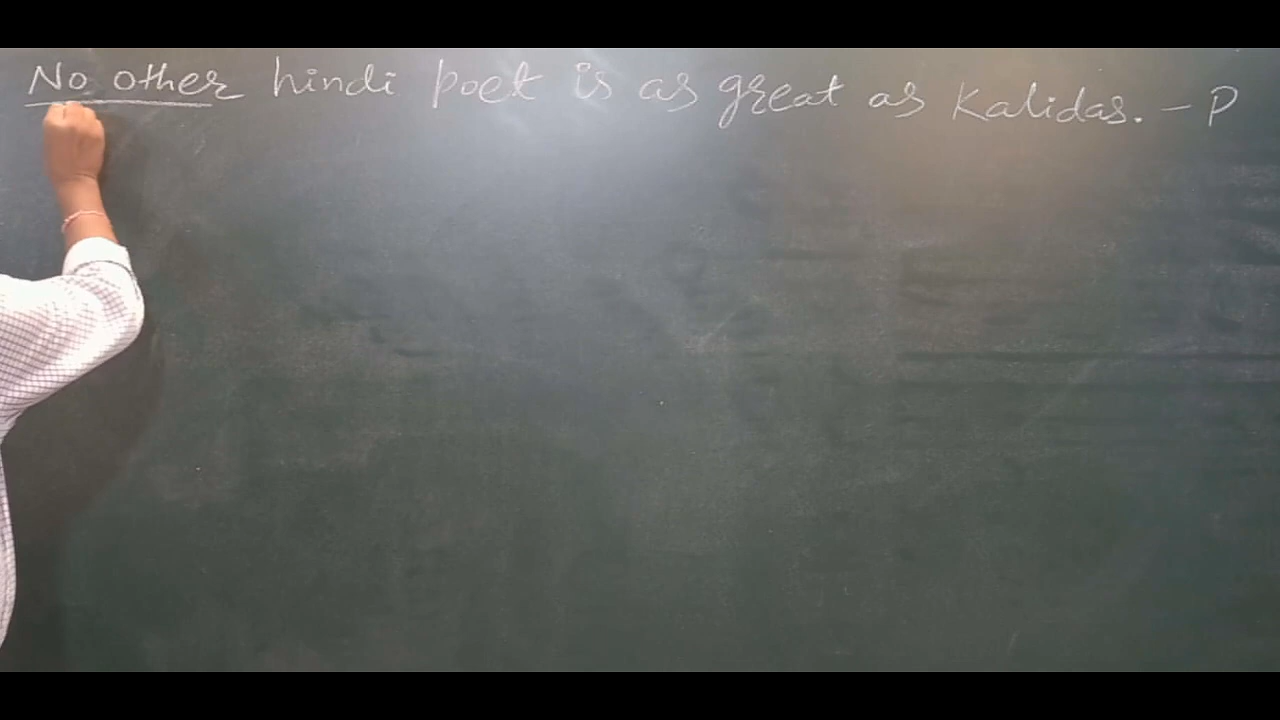 No other hindi poet is as great as Kalidas. - P